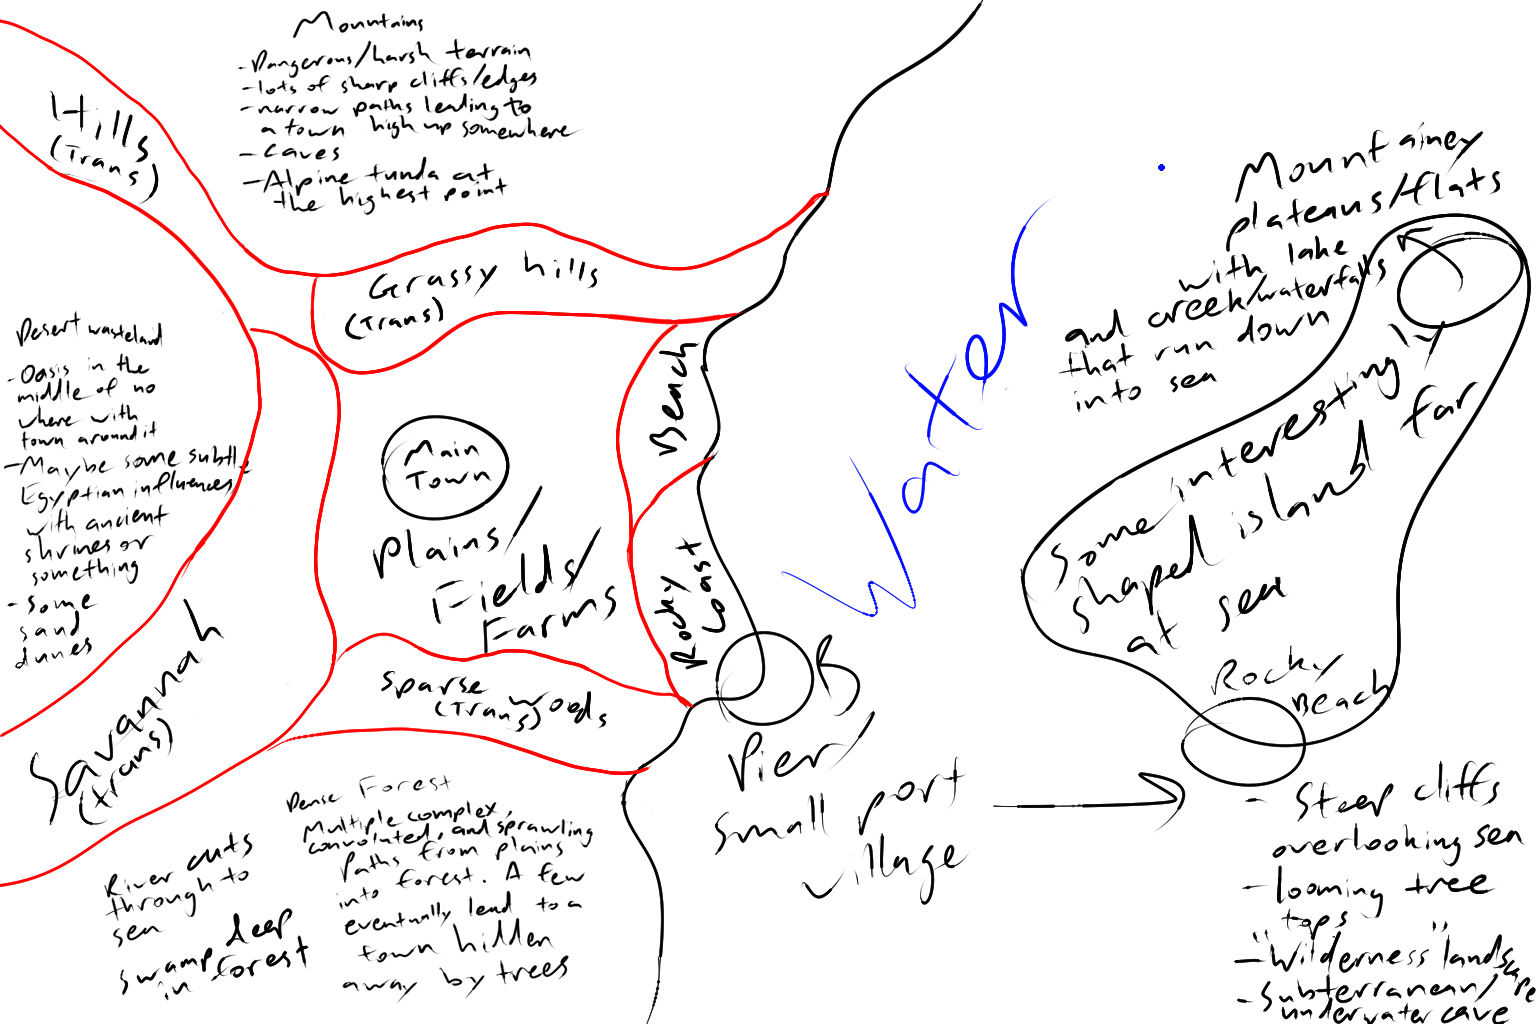 Mountains
-Dangerous/harsh terrain
-lots of sharp cliffs/edges
-narrow paths leading to
a town high up somewhere
-Caves
-Alpine tunda at
the highest point
Hills
(Trans)
Grassy hills
(Trans)
Desert wasteland
-Oasis in the
middle of no
where with
town around it
-Maybe some subtle
Egyptian influences
with ancient
shrines or
something
-some
sand
dunes
Savannah
(trans)
Main
Town
Plains/
Fields/
Farms
Beach
Rocky
Coast
Sparse woods
(Trans)
Pier/
Small port
village
B
Water
Dense Forest
Multiple complex,
convoluted, and sprawling
Paths from plains
into forest. A few
eventually lead to a
town hidden
away by trees
River cuts
through to
sea
swamp deep
in forest
Mountainey
plateaus/flats
with lake
and creek/waterfalls
that run down
into sea
Some interestingly
shaped island far
at sea
Rocky
Beach
- Steep cliffs
overlooking sea
- looming tree
tops
- "Wilderness" landscape
- Subterranean/
underwater cave